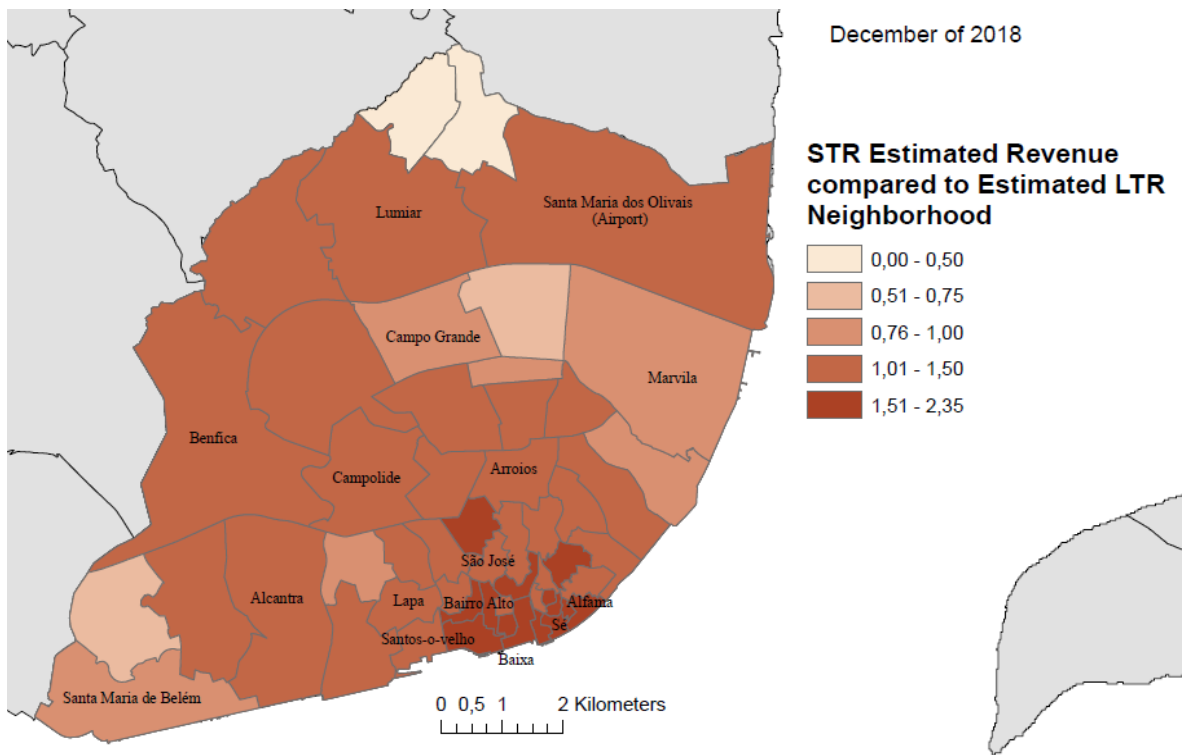 December of 2018
STR Estimated Revenue
compared to Estimated LTR
Neighborhood
0,00 - 0,50
0,51 - 0,75
0,76 - 1,00
1,01 - 1,50
1,51 - 2,35
Lumiar
Santa Maria dos Olivais
(Airport)
Campo Grande
Marvila
Benfica
Campolide
Arroios
São José
Alcantra
Lapa
Bairro Alto
Alfama
Santos-o-velho
Sé
Baixa
Santa Maria de Belém
0 0,5 1 2 Kilometers